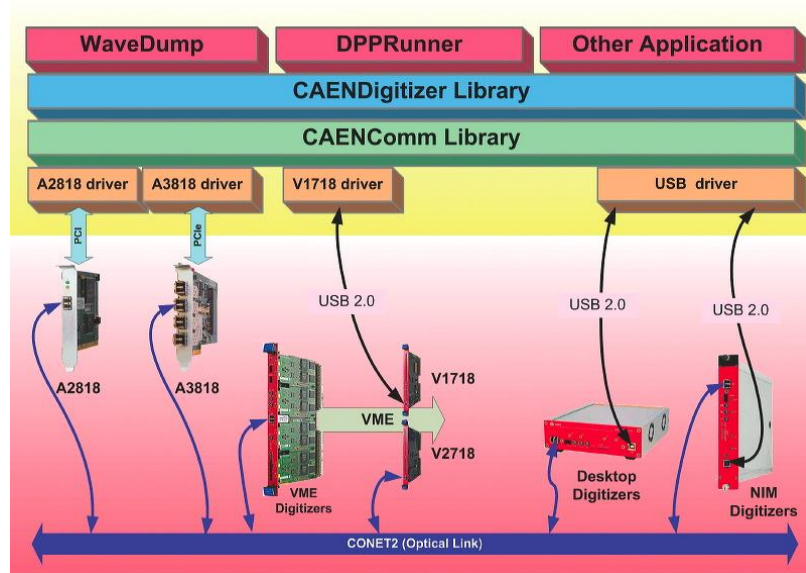 WaveDump
DPPRunner
Other Application
CAENDigitizer Library
CAENComm Library
A2818 driver
A3818 driver
V1718 driver
USB driver
PCI
PCIe
USB 2.0
USB 2.0
USB 2.0
A2818
A3818
V1718
VME
V2718
VME
Digitizers
Desktop
Digitizers
NIM
Digitizers
CONET2 (Optical Link)